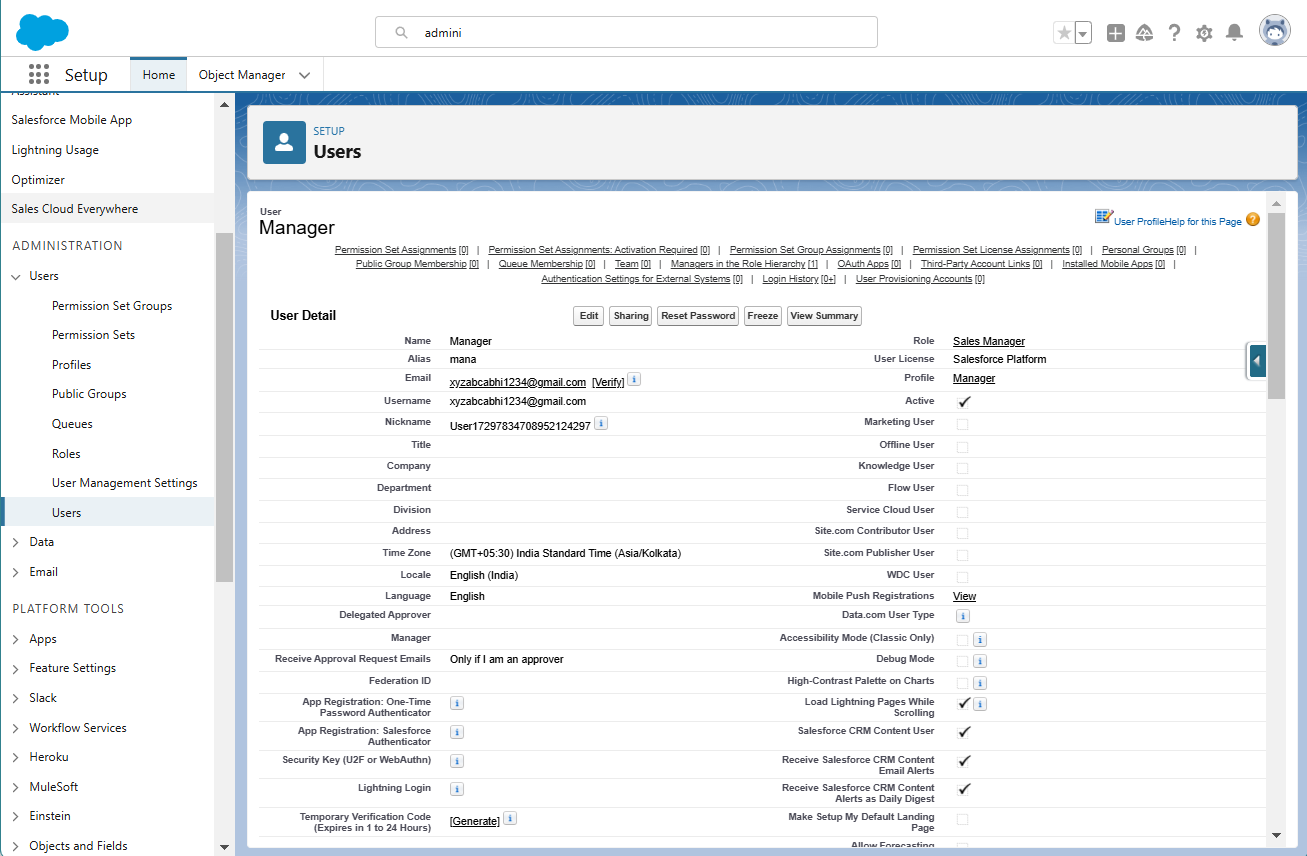 admini
Setup
Home
Object Manager
Assistant
Salesforce Mobile App
Lightning Usage
Optimizer
Sales Cloud Everywhere
ADMINISTRATION
Users
Permission Set Groups
Permission Sets
Profiles
Public Groups
Queues
Roles
User Management Settings
Users
Data
Email
PLATFORM TOOLS
Apps
Feature Settings
Slack
Workflow Services
Heroku
MuleSoft
Einstein
Objects and Fields
SETUP
Users
User
Manager
User Profile Help for this Page
Permission Set Assignments [0] | Permission Set Assignments: Activation Required [0] | Permission Set Group Assignments [0] | Permission Set License Assignments [0] | Personal Groups [0] |
Public Group Membership [0] | Queue Membership [0] | Team [0] | Managers in the Role Hierarchy [1] | OAuth Apps [0] | Third-Party Account Links [0] | Installed Mobile Apps [0] |
Authentication Settings for External Systems [0] | Login History [0+] | User Provisioning Accounts [0]
User Detail
Edit Sharing Reset Password Freeze View Summary
Name Manager Role Sales Manager
Alias mana User License Salesforce Platform
Email xyzabcabhi1234@gmail.com [Verify] i Profile Manager
Username xyzabcabhi1234@gmail.com Active
Nickname User17297834708952124297 i Marketing User
Title Offline User
Company Knowledge User
Department Flow User
Division Service Cloud User
Address Site.com Contributor User
Time Zone (GMT+05:30) India Standard Time (Asia/Kolkata) Site.com Publisher User
Locale English (India) WDC User
Language English Mobile Push Registrations View
Delegated Approver Data.com User Type i
Manager Accessibility Mode (Classic Only) i
Receive Approval Request Emails Only if I am an approver Debug Mode i
Federation ID High-Contrast Palette on Charts i
App Registration: One-Time i Load Lightning Pages While i
Password Authenticator Scrolling
App Registration: Salesforce i Salesforce CRM Content User
Authenticator
Security Key (U2F or WebAuthn) i Receive Salesforce CRM Content
Email Alerts
Lightning Login i Receive Salesforce CRM Content
Alerts as Daily Digest
Temporary Verification Code [Generate] i Make Setup My Default Landing
(Expires in 1 to 24 Hours) Page
Allow Forecasting